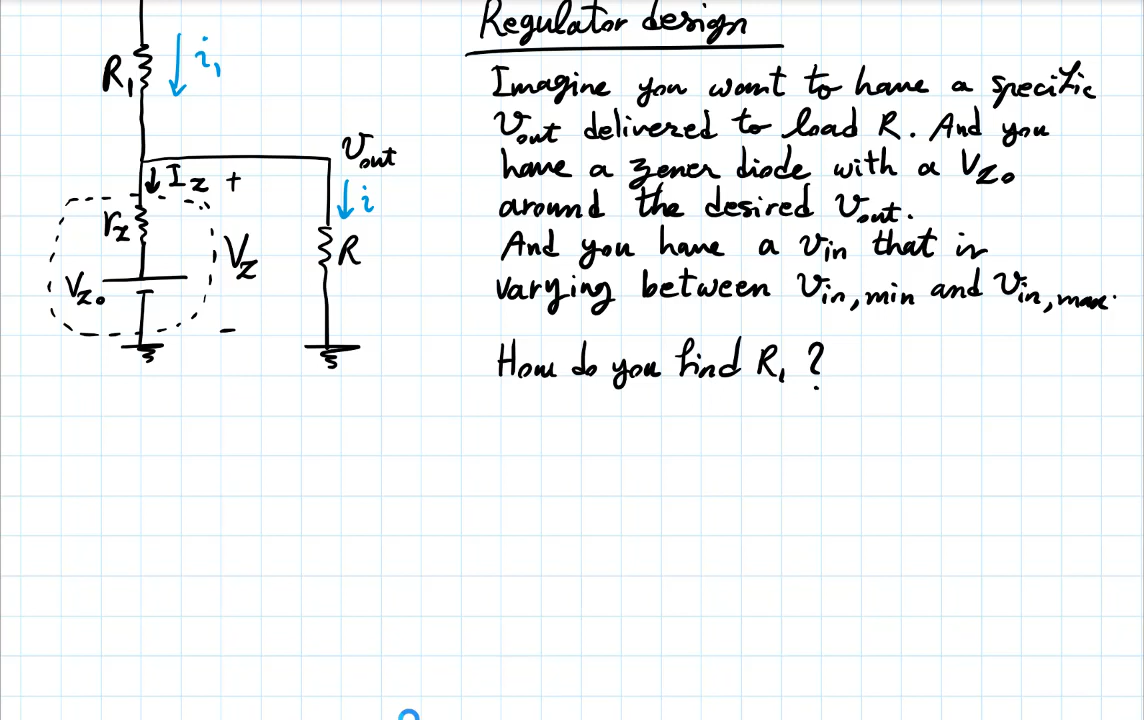 Regulator design
Imagine you want to have a specific
Vout delivered to load R. And you
have a zener diode with a Vzo
around the desired Vout.
And you have a Vin that is
varying between Vin,min and Vin,max.
How do you find R1 ?
R1
i1
Vout
Iz +
i
rz
Vz
R
Vzo
-